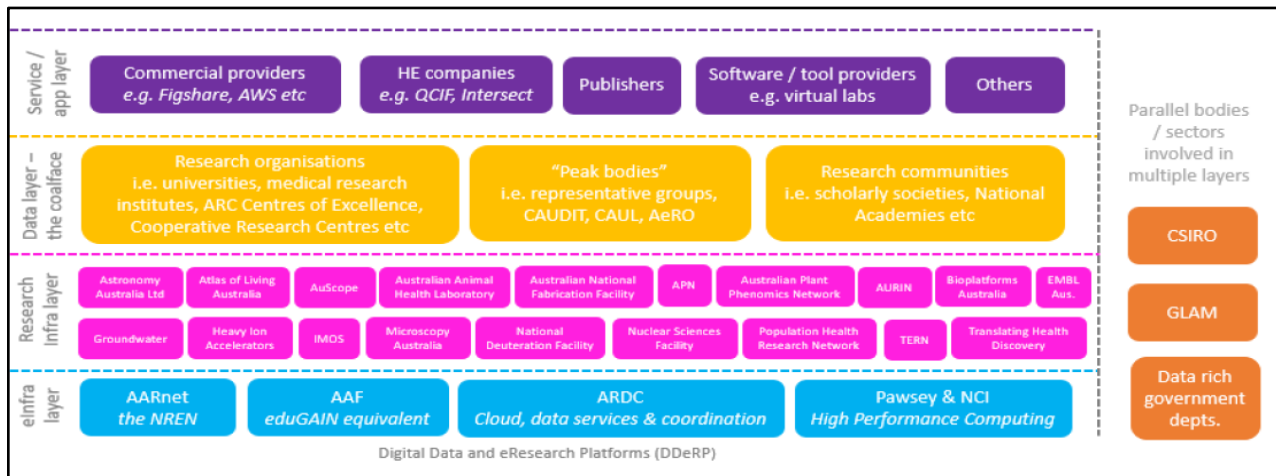 Service /
app layer
Commercial providers
e.g. Figshare, AWS etc
HE companies
e.g. QCIF, Intersect
Publishers
Software / tool providers
e.g. virtual labs
Others
Data layer –
the coalface
Research organisations
i.e. universities, medical research
institutes, ARC Centres of Excellence,
Cooperative Research Centres etc
“Peak bodies”
i.e. representative groups,
CAUDIT, CAUL, AeRO
Research communities
i.e. scholarly societies, National
Academies etc
Research
Infra layer
Astronomy
Australia Ltd
Atlas of Living
Australia
AuScope
Australian Animal
Health Laboratory
Australian National
Fabrication Facility
APN
Australian Plant
Phenomics Network
AURIN
Bioplatforms
Australia
EMBL
Aus.
Groundwater
Heavy Ion
Accelerators
IMOS
Microscopy
Australia
National
Deuteration Facility
Nuclear Sciences
Facility
Population Health
Research Network
TERN
Translating Health
Discovery
eInfra
layer
AARnet
the NREN
AAF
eduGAIN equivalent
ARDC
Cloud, data services & coordination
Pawsey & NCI
High Performance Computing
Digital Data and eResearch Platforms (DDeRP)
Parallel bodies
/ sectors
involved in
multiple layers
CSIRO
GLAM
Data rich
government
depts.